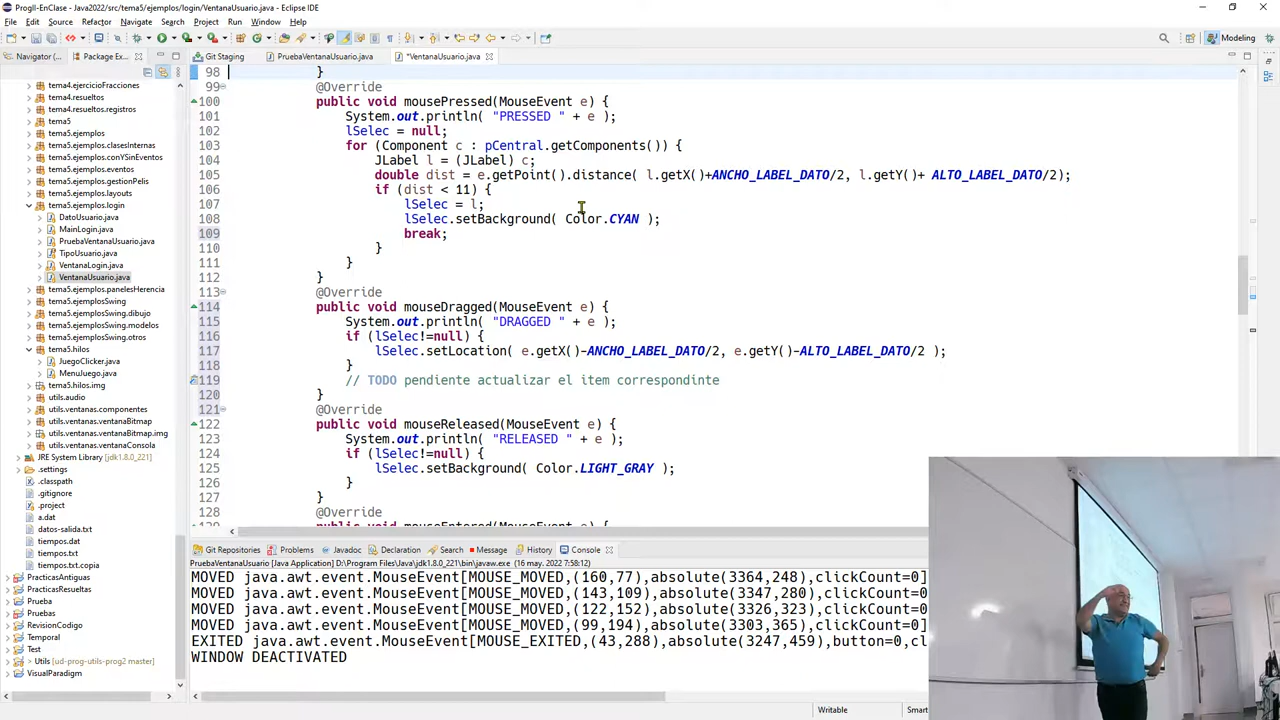 ProgII-EnClase - Java2022/src/tema5/ejemplos/login/VentanaUsuario.java - Eclipse IDE
File Edit Source Refactor Navigate Search Project Run Window Help
Modeling
Navigator (... Package Ex...
Git Staging PruebaVentanaUsuario.java *VentanaUsuario.java
tema4.ejercicioFracciones
tema4.resueltos
tema4.resueltos.registros
tema5
tema5.ejemplos
tema5.ejemplos.clasesInternas
tema5.ejemplos.conYSinEventos
tema5.ejemplos.eventos
tema5.ejemplos.gestionPelis
tema5.ejemplos.layouts
tema5.ejemplos.login
DatoUsuario.java
MainLogin.java
PruebaVentanaUsuario.java
TipoUsuario.java
VentanaLogin.java
VentanaUsuario.java
tema5.ejemplos.panelesHerencia
tema5.ejemplosSwing
tema5.ejemplosSwing.dibujo
tema5.ejemplosSwing.modelos
tema5.ejemplosSwing.otros
tema5.hilos
JuegoClicker.java
MenuJuego.java
tema5.hilos.img
utils.audio
utils.ventanas.componentes
utils.ventanas.ventanaBitmap
utils.ventanas.ventanaBitmap.img
utils.ventanas.ventanaConsola
JRE System Library [jdk1.8.0_221]
.settings
.classpath
.gitignore
.project
a.dat
datos-salida.txt
tiempos.dat
tiempos.txt
tiempos.txt.copia
PracticasAntiguas
PracticasResueltas
Prueba
Pruebas
RevisionCodigo
Temporal
Test
> Utils [ud-prog-utils-prog2 master]
VisualParadigm
98 }
99 @Override
100 public void mousePressed(MouseEvent e) {
101 System.out.println( "PRESSED " + e );
102 lSelec = null;
103 for (Component c : pCentral.getComponents()) {
104 JLabel l = (JLabel) c;
105 double dist = e.getPoint().distance( l.getX()+ANCHO_LABEL_DATO/2, l.getY()+ ALTO_LABEL_DATO/2);
106 if (dist < 11) {
107 lSelec = l;
108 lSelec.setBackground( Color.CYAN );
109 break;
110 }
111 }
112 }
113 @Override
114 public void mouseDragged(MouseEvent e) {
115 System.out.println( "DRAGGED " + e );
116 if (lSelec!=null) {
117 lSelec.setLocation( e.getX()-ANCHO_LABEL_DATO/2, e.getY()-ALTO_LABEL_DATO/2 );
118 }
119 // TODO pendiente actualizar el item correspondinte
120 }
121 @Override
122 public void mouseReleased(MouseEvent e) {
123 System.out.println( "RELEASED " + e );
124 if (lSelec!=null) {
125 lSelec.setBackground( Color.LIGHT_GRAY );
126 }
127 }
128 @Override
Git Repositories Problems Javadoc Declaration Search Message History Console
PruebaVentanaUsuario [Java Application] D:\Program Files\Java\jdk1.8.0_221\bin\javaw.exe (16 may. 2022 7:58:12)
MOVED java.awt.event.MouseEvent[MOUSE_MOVED,(160,77),absolute(3364,248),clickCount=0]
MOVED java.awt.event.MouseEvent[MOUSE_MOVED,(143,109),absolute(3347,280),clickCount=0]
MOVED java.awt.event.MouseEvent[MOUSE_MOVED,(122,152),absolute(3326,323),clickCount=0]
MOVED java.awt.event.MouseEvent[MOUSE_MOVED,(99,194),absolute(3303,365),clickCount=0]
EXITED java.awt.event.MouseEvent[MOUSE_EXITED,(43,288),absolute(3247,459),button=0,cl
WINDOW DEACTIVATED
Writable Smart